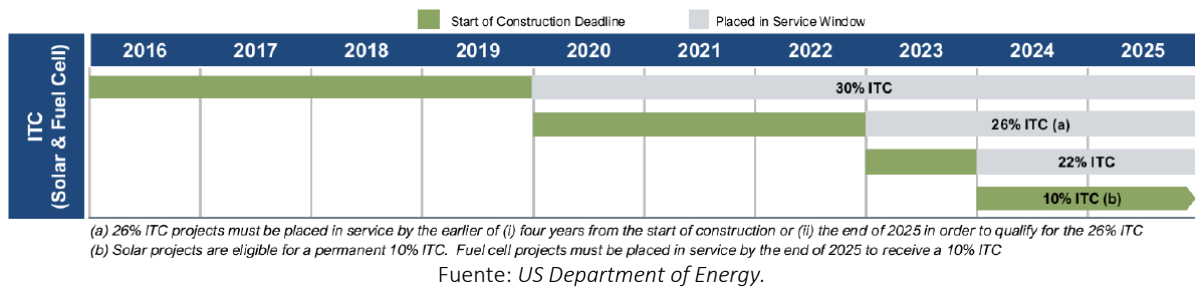 Start of Construction Deadline Placed in Service Window
2016 2017 2018 2019 2020 2021 2022 2023 2024 2025
ITC
(Solar & Fuel Cell)
30% ITC
26% ITC (a)
22% ITC
10% ITC (b)
(a) 26% ITC projects must be placed in service by the earlier of (i) four years from the start of construction or (ii) the end of 2025 in order to qualify for the 26% ITC
(b) Solar projects are eligible for a permanent 10% ITC. Fuel cell projects must be placed in service by the end of 2025 to receive a 10% ITC
Fuente: US Department of Energy.